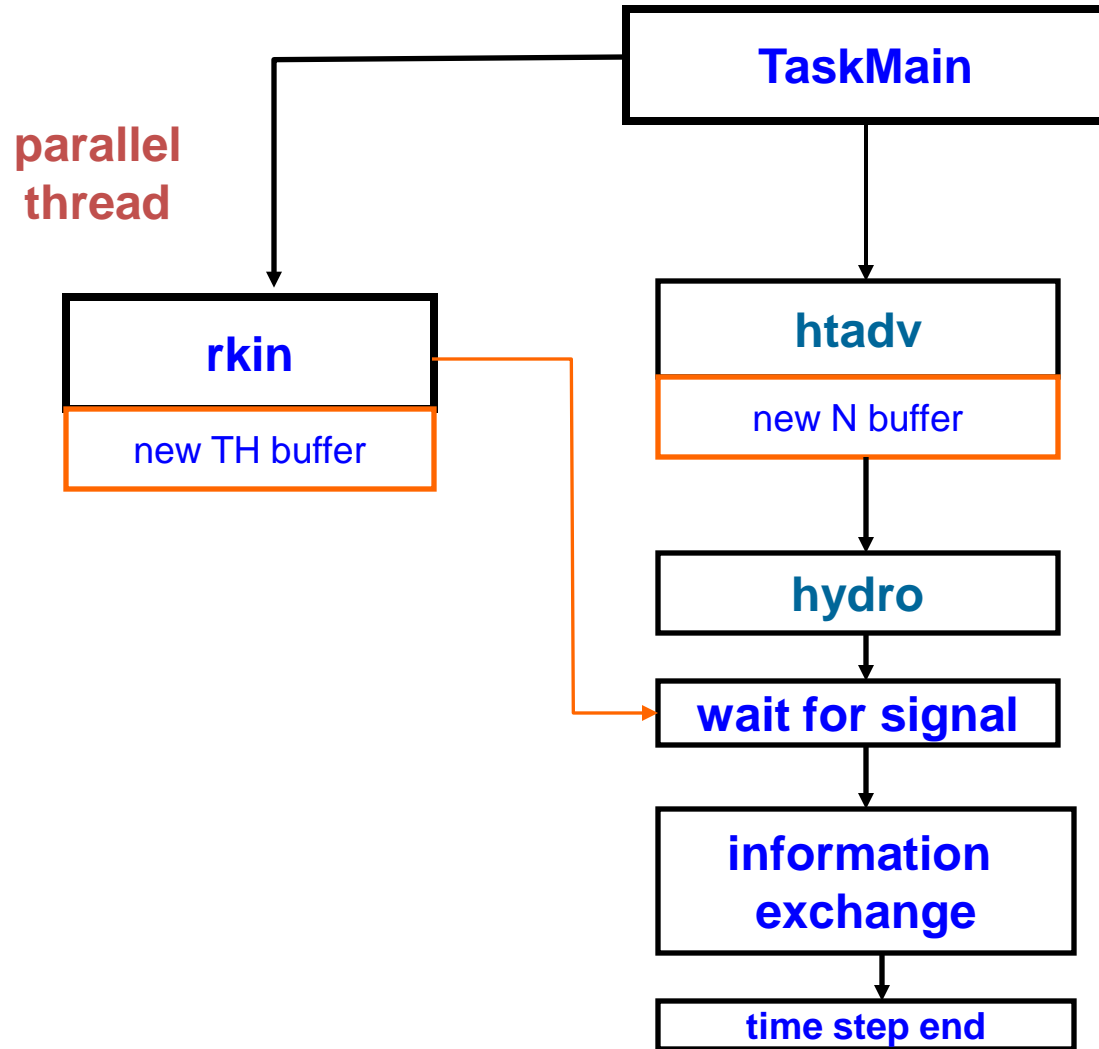 TaskMain
parallel
thread
rkin
new TH buffer
htadv
new N buffer
hydro
wait for signal
information
exchange
time step end